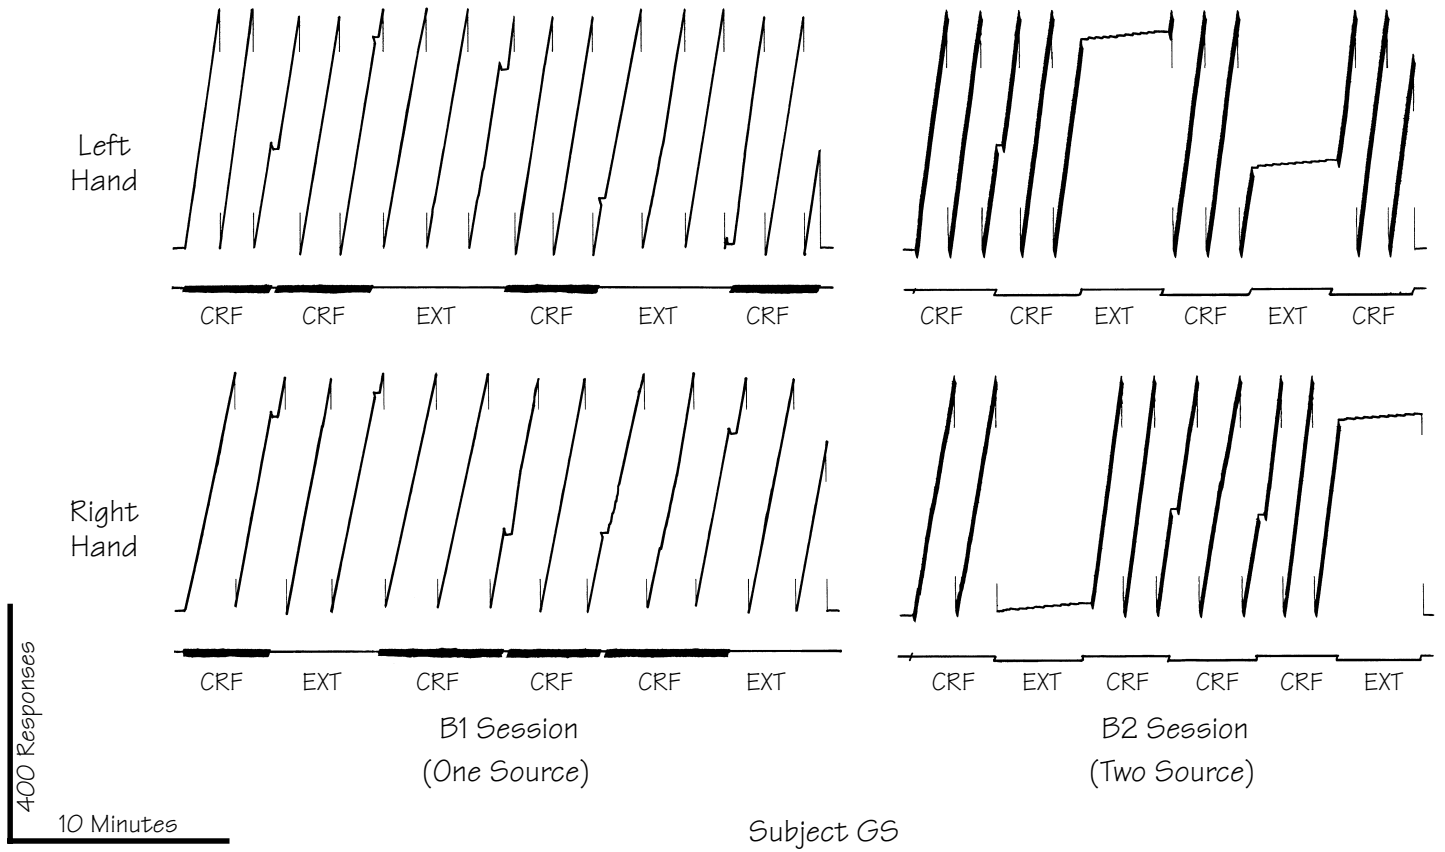 Left
Hand
CRF CRF EXT CRF EXT CRF
CRF CRF EXT CRF EXT CRF
Right
Hand
CRF EXT CRF CRF CRF EXT
CRF EXT CRF CRF CRF EXT
B1 Session
(One Source)
B2 Session
(Two Source)
400 Responses
10 Minutes
Subject GS